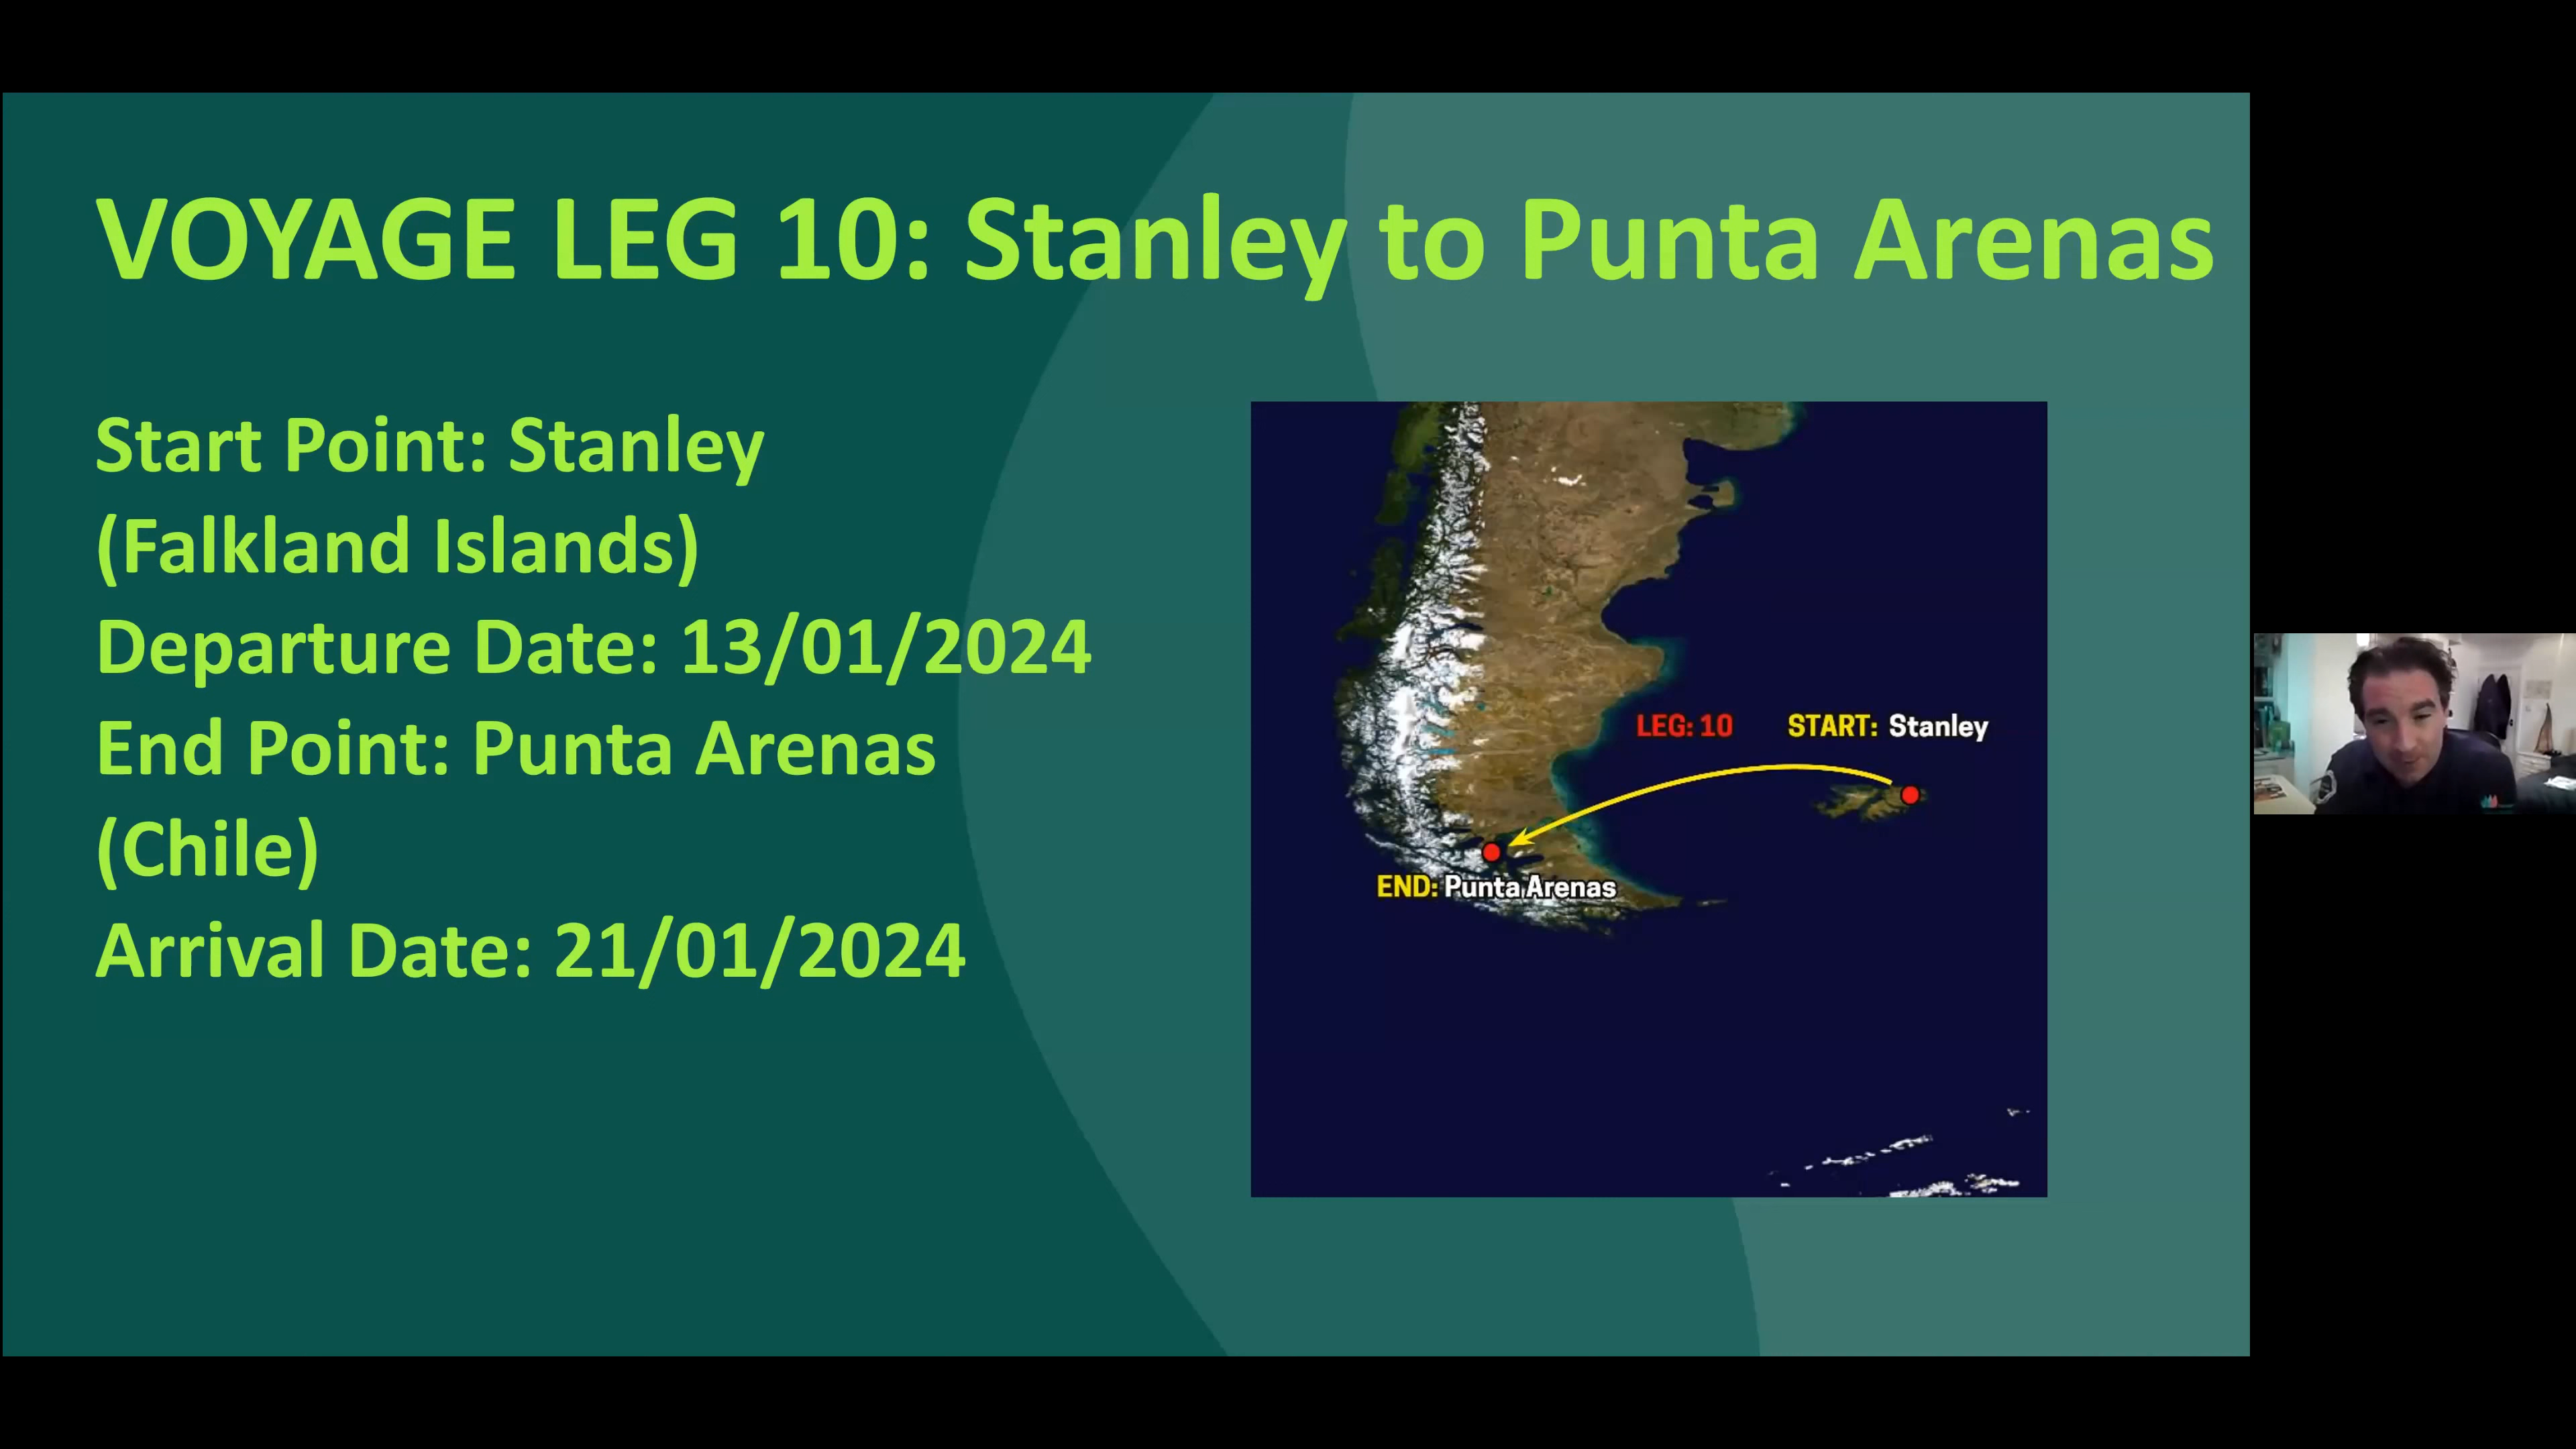 VOYAGE LEG 10: Stanley to Punta Arenas
Start Point: Stanley
(Falkland Islands)
Departure Date: 13/01/2024
End Point: Punta Arenas
(Chile)
Arrival Date: 21/01/2024
LEG: 10 START: Stanley
END: Punta Arenas